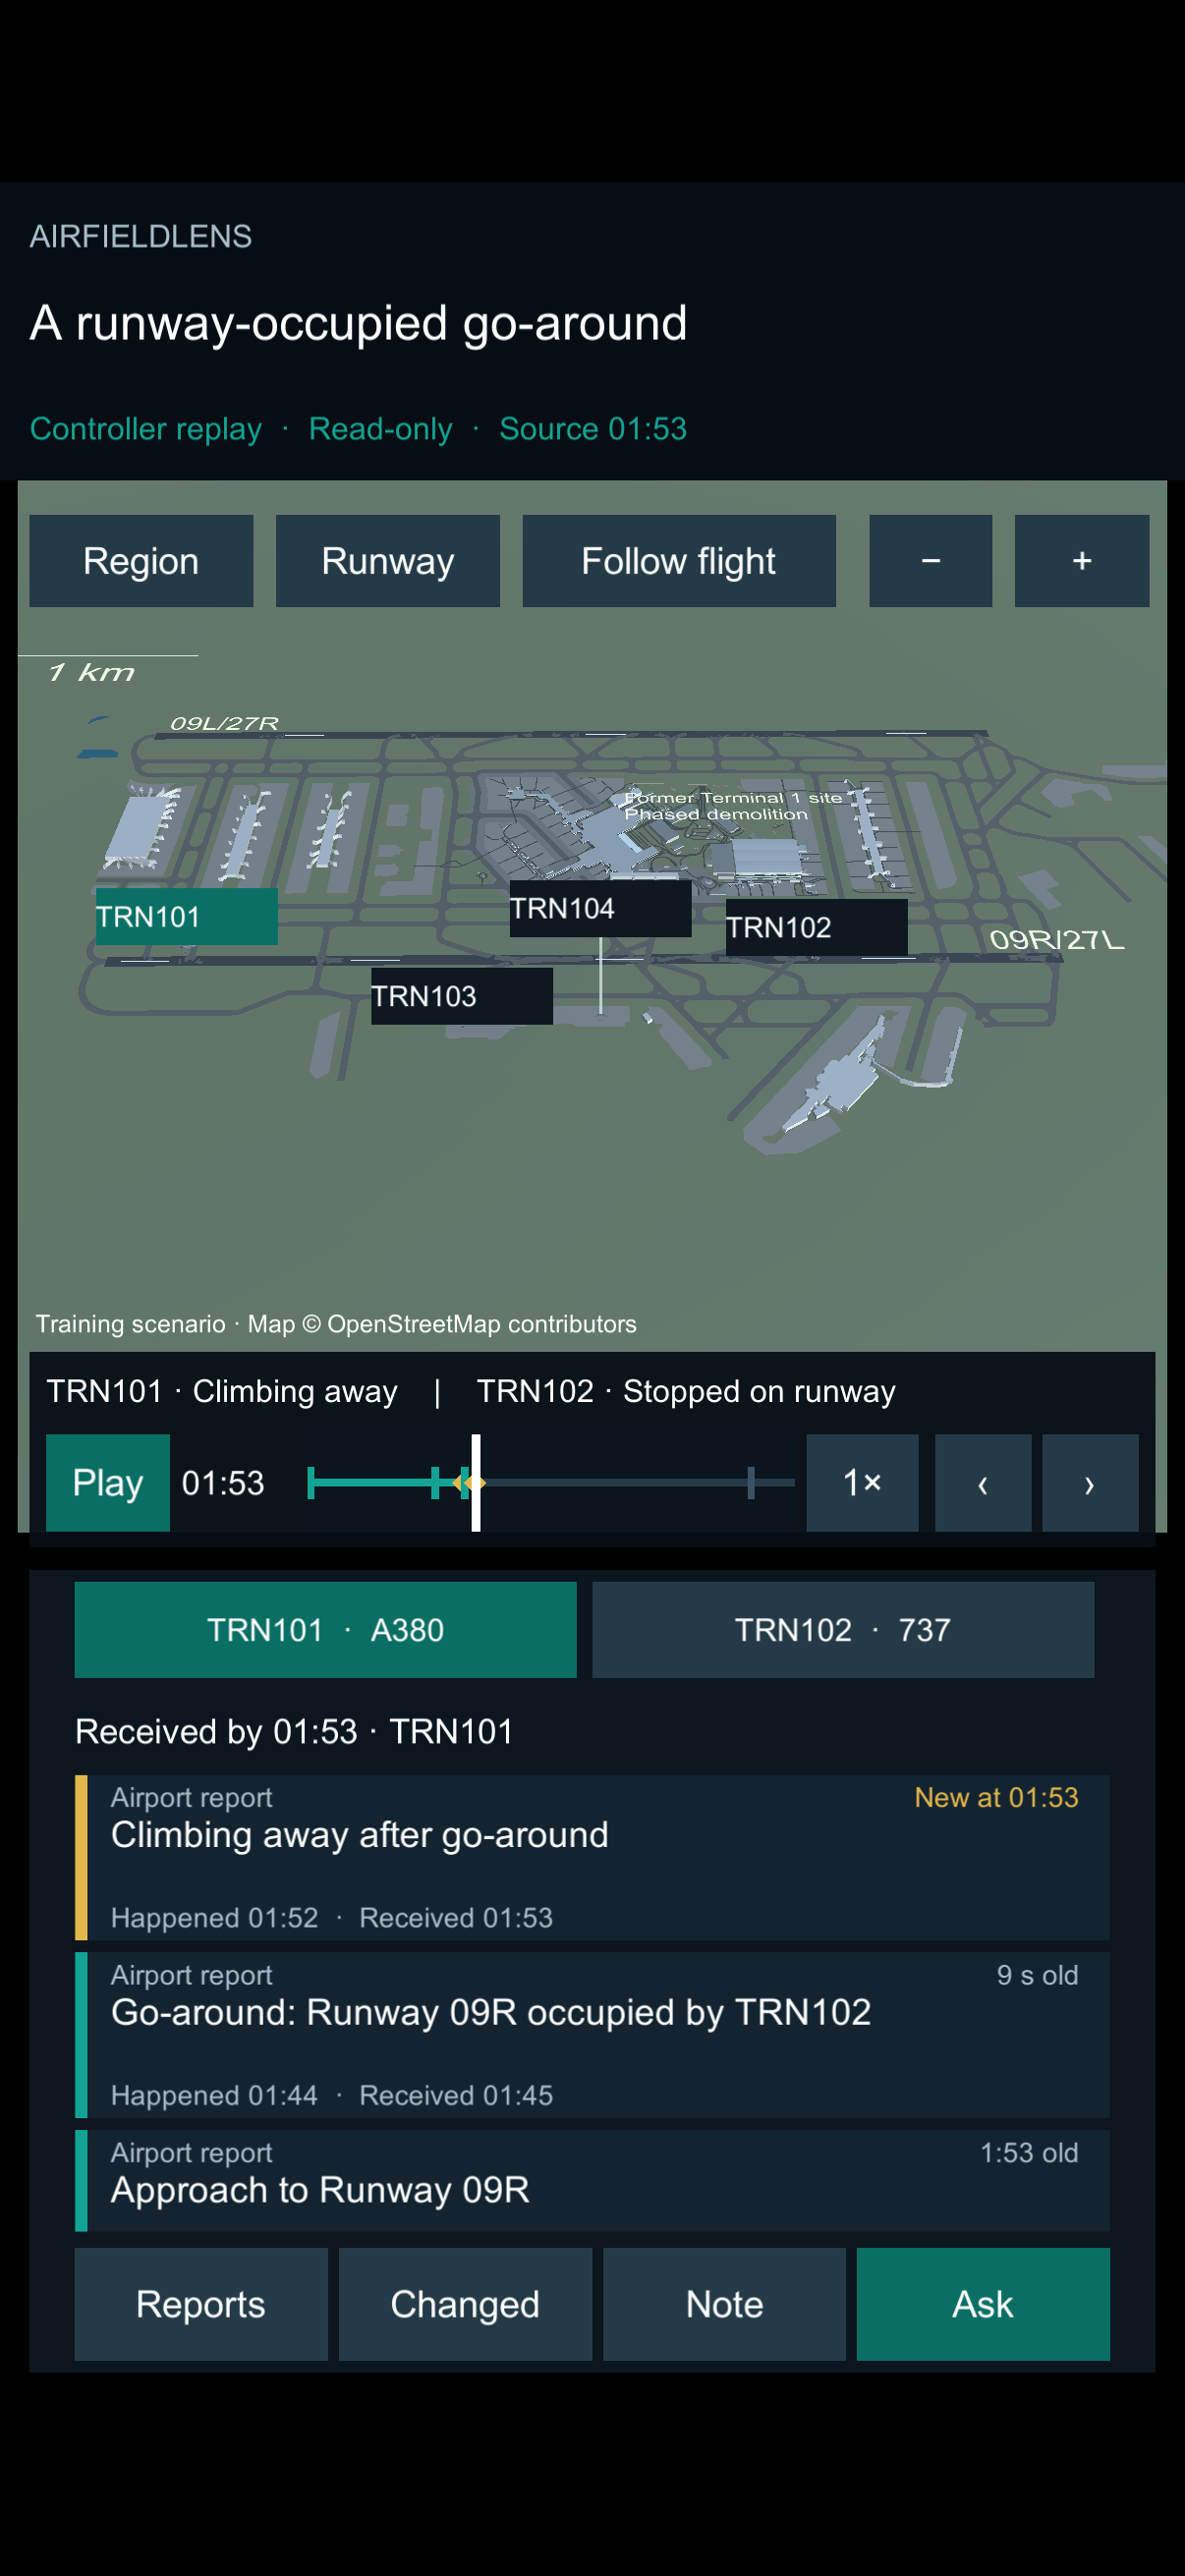 AIRFIELDLENS
A runway-occupied go-around
Controller replay · Read-only · Source 01:53
Region Runway Follow flight − +
1 km
09L/27R
Former Terminal 1 site
Phased demolition
TRN101
TRN104
TRN102
09R/27L
TRN103
Training scenario · Map © OpenStreetMap contributors
TRN101 · Climbing away | TRN102 · Stopped on runway
Play 01:53 1× ‹ ›
TRN101 · A380 TRN102 · 737
Received by 01:53 · TRN101
Airport report New at 01:53
Climbing away after go-around
Happened 01:52 · Received 01:53
Airport report 9 s old
Go-around: Runway 09R occupied by TRN102
Happened 01:44 · Received 01:45
Airport report 1:53 old
Approach to Runway 09R
Reports Changed Note Ask